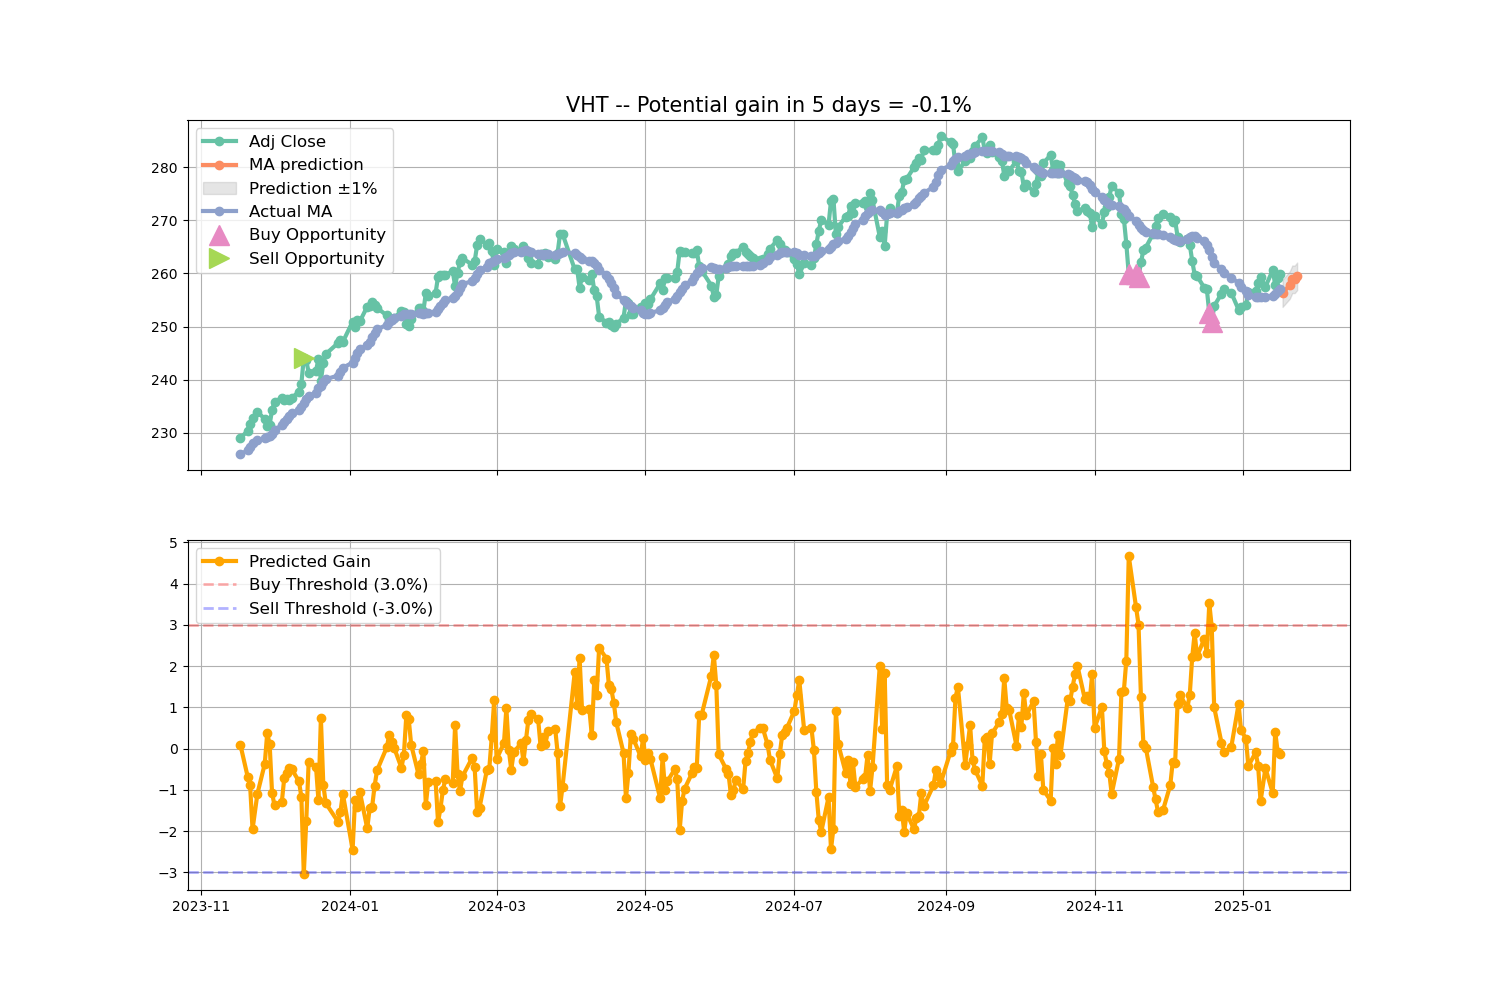 VHT -- Potential gain in 5 days = -0.1%
Adj Close
MA prediction
Prediction ±1%
Actual MA
Buy Opportunity
Sell Opportunity
280
270
260
250
240
230
Predicted Gain
Buy Threshold (3.0%)
Sell Threshold (-3.0%)
5
4
3
2
1
0
−1
−2
−3
2023-11 2024-01 2024-03 2024-05 2024-07 2024-09 2024-11 2025-01